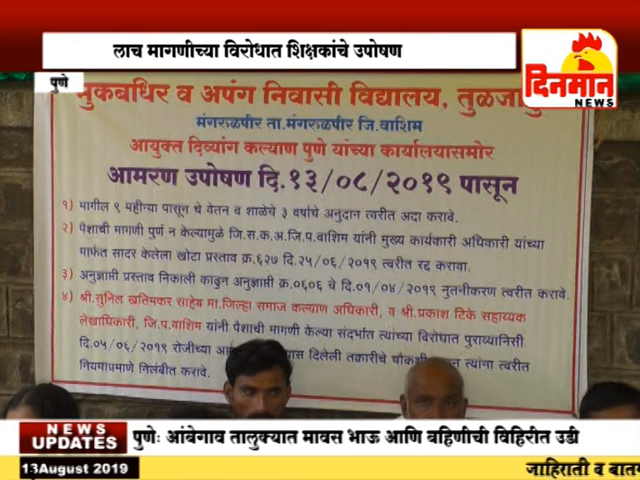 लाच मागणीच्या विरोधात शिक्षकांचे उपोषण
दिनमान
NEWS
पुणे
मुकबधिर व अपंग निवासी विद्यालय,
मंगरुळपीर ता.मंगरुळपीर जि.वाशिम
आयुक्त दिव्यांग कल्याण पुणे यांच्या कार्यालयासमोर
आमरण उपोषण दि.१३/०८/२०१९ पासून
१) मागील ९ महीन्या पासून चे वेतन व शाळेचे ३ वर्षाचे अनुदान त्वरीत अदा करावे.
२) पैशाची मागणी पुर्ण न केल्यामुळे जि.स.क.अ.जि.प.वाशिम यांनी मुख्य कार्यकारी अधिकारी यांच्या
मार्फत सादर केलेला खोटा प्रस्ताव क्र.६२७ दि.२५/०६/२०१९ त्वरीत रद्द करावा.
३) अनुज्ञाप्ती प्रस्ताव निकाली काढुन अनुज्ञप्ती क्र.०६०६ चे दि.०१/०४/२०१९ नुतनीकरण त्वरीत करावे.
४) श्री.सुनिल खतिमकर साहेब मा.जिल्हा समाज कल्याण अधिकारी, व श्री.प्रकाश टिके सहाय्यक
लेखाधिकारी, जि.प.वाशिम यांनी पैशाची मागणी केल्या संदर्भात त्यांच्या विरोधात पुराव्यानिसी
दि.०५/०६/२०१९ रोजीच्या दिलेली तक्रारीचे त्यांना त्वरीत
नियमाप्रमाणे निलंबीत करावे.
NEWS
UPDATES
पुणेः आंबेगाव तालुक्यात मावस भाऊ आणि बहिणीची विहिरीत उडी
13August 2019
जाहिराती व